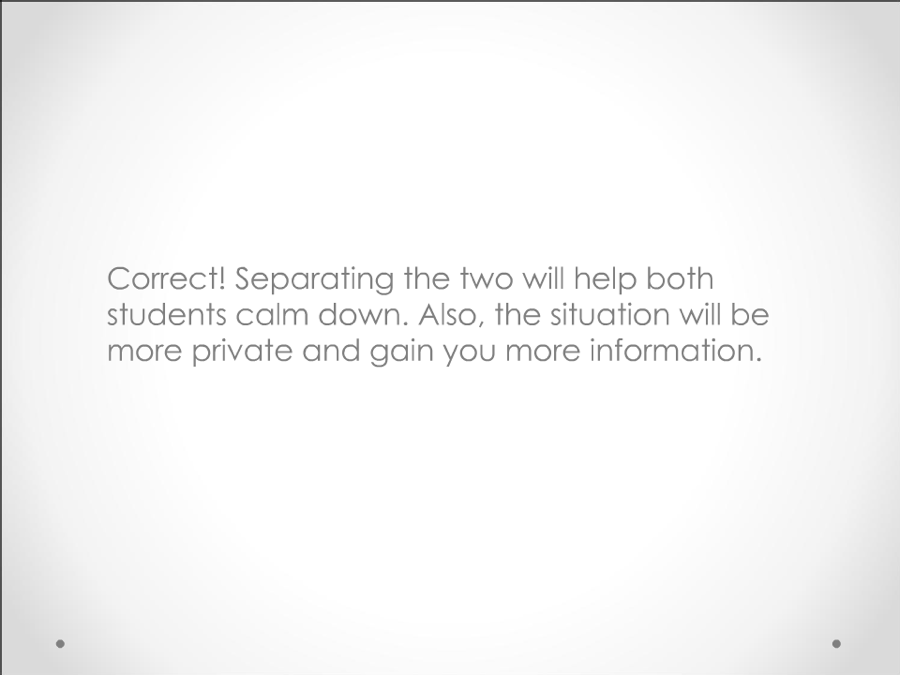 Correct! Separating the two will help both
students calm down. Also, the situation will be
more private and gain you more information.